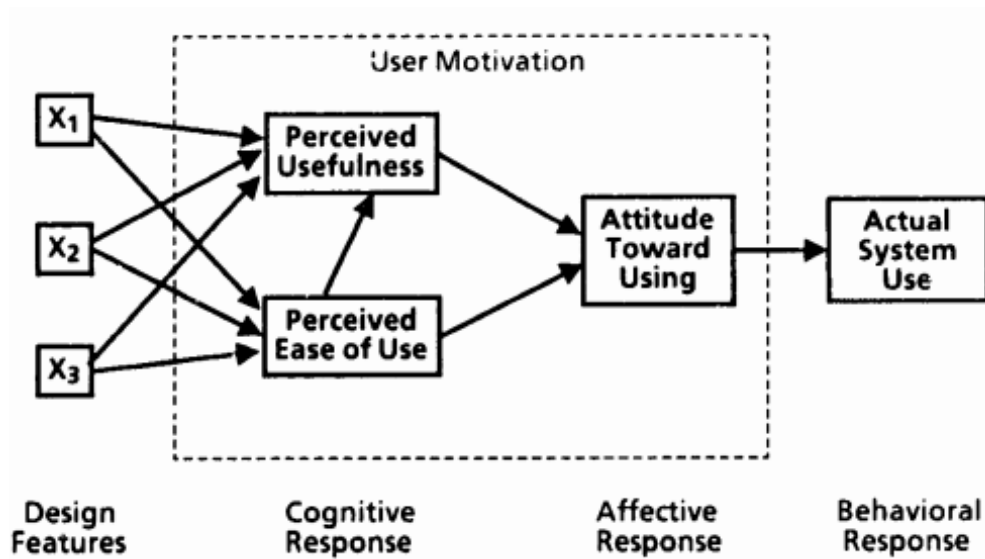 User Motivation
X1
Perceived
Usefulness
X2
Attitude
Toward
Using
Actual
System
Use
Perceived
Ease of Use
X3
Design
Features
Cognitive
Response
Affective
Response
Behavioral
Response